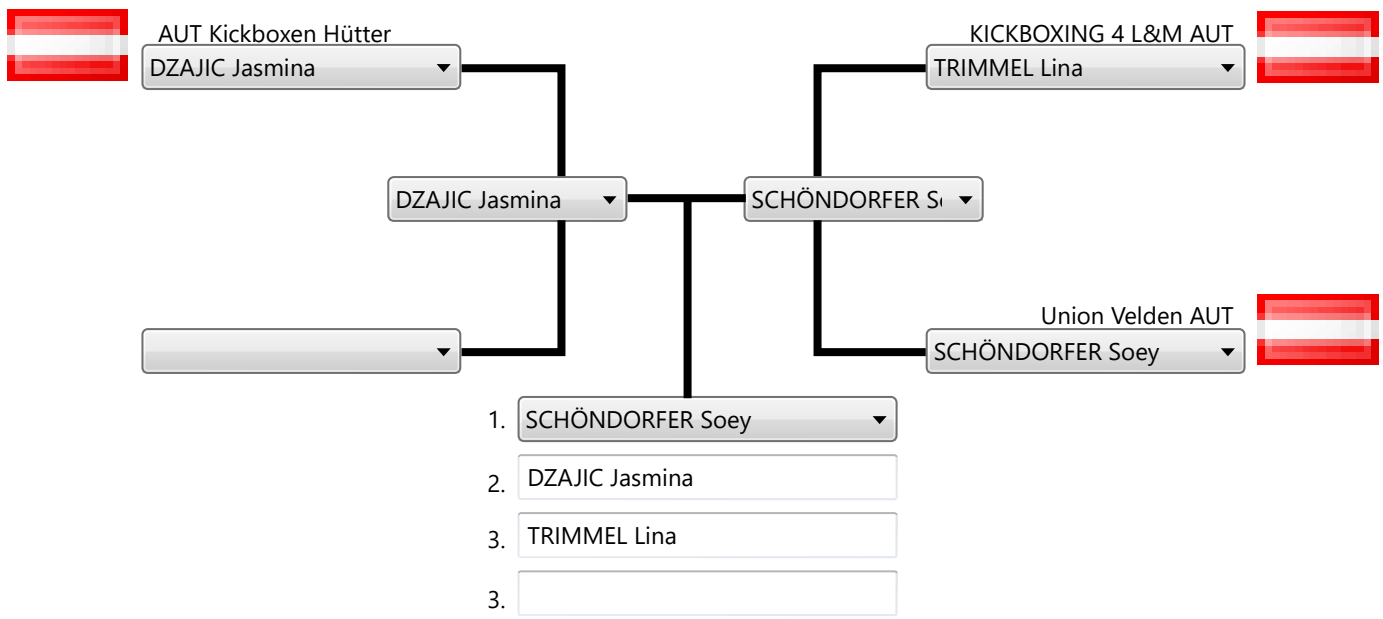 AUT Kickboxen Hütter
KICKBOXING 4 L&M AUT
DZAJIC Jasmina
TRIMMEL Lina
DZAJIC Jasmina
SCHÖNDORFER S
Union Velden AUT
SCHÖNDORFER Soey
1. SCHÖNDORFER Soey
2. DZAJIC Jasmina
3. TRIMMEL Lina
3.